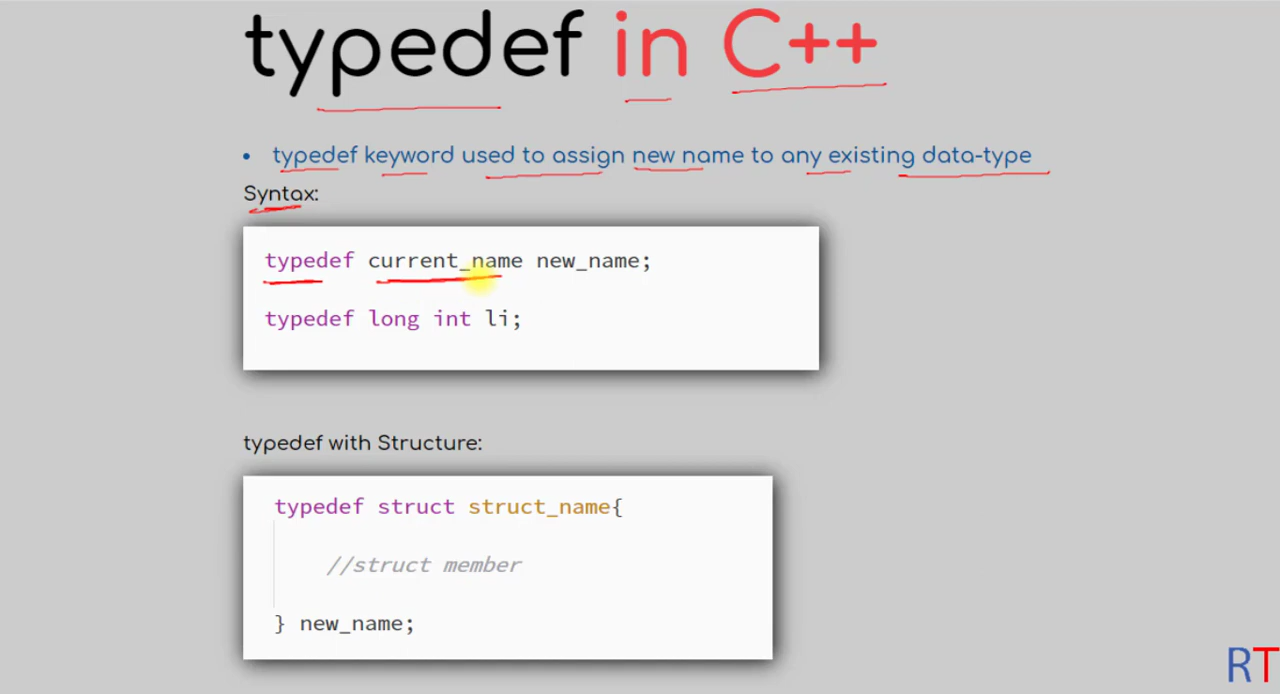 typedef in C++
• typedef keyword used to assign new name to any existing data-type
Syntax:
typedef current_name new_name;
typedef long int li;
typedef with Structure:
typedef struct struct_name{
//struct member
} new_name;
RT